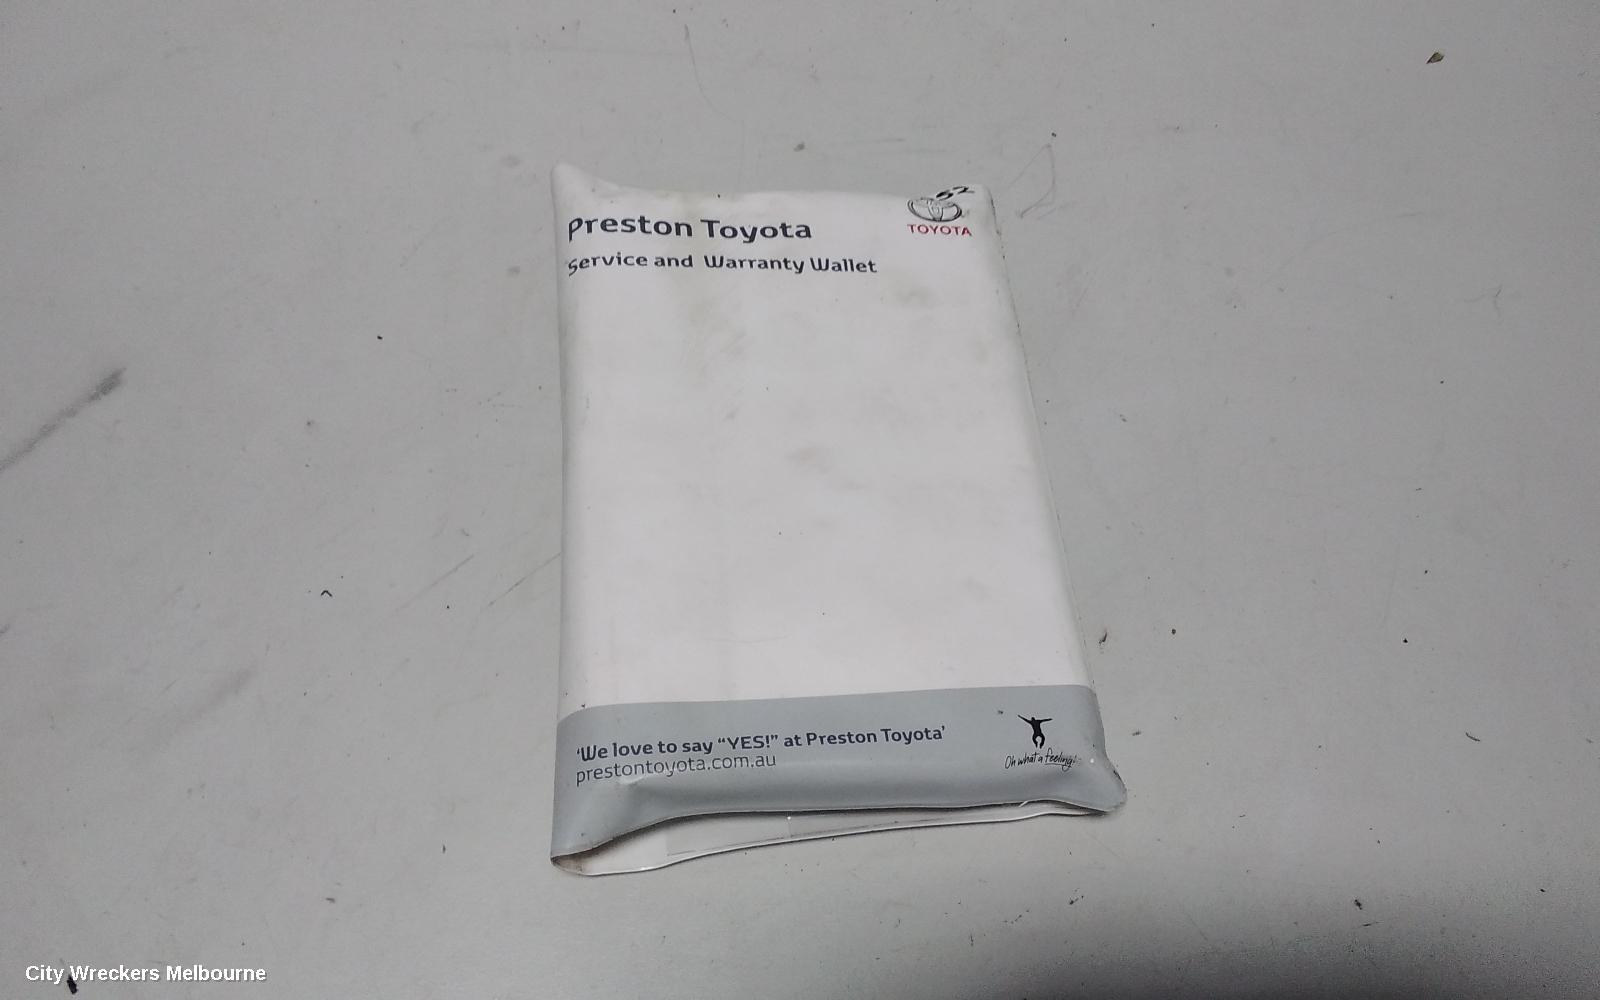 52
Preston Toyota
TOYOTA
Service and Warranty Wallet
'We love to say “YES!” at Preston Toyota'
prestontoyota.com.au
Oh what a feeling!
City Wreckers Melbourne